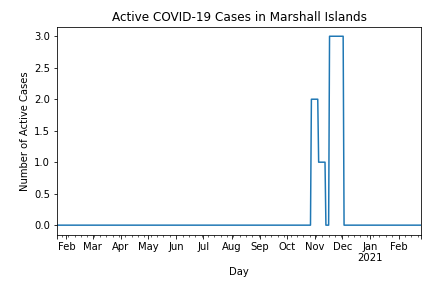 Active COVID-19 Cases in Marshall Islands
3.0
2.5
2.0
1.5
1.0
0.5
0.0
Number of Active Cases
Feb Mar Apr May Jun Jul Aug Sep Oct Nov Dec Jan Feb
2021
Day